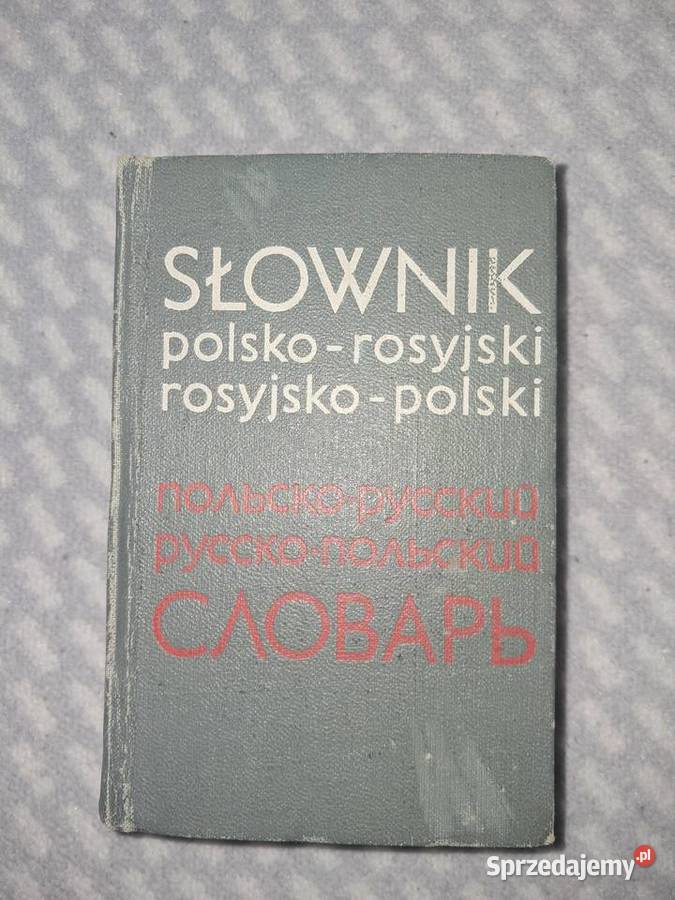 SŁOWNIK
polsko-rosyjski
rosyjsko-polski
польско-русский
русско-польский
СЛОВАРЬ
Sprzedajemy.pl